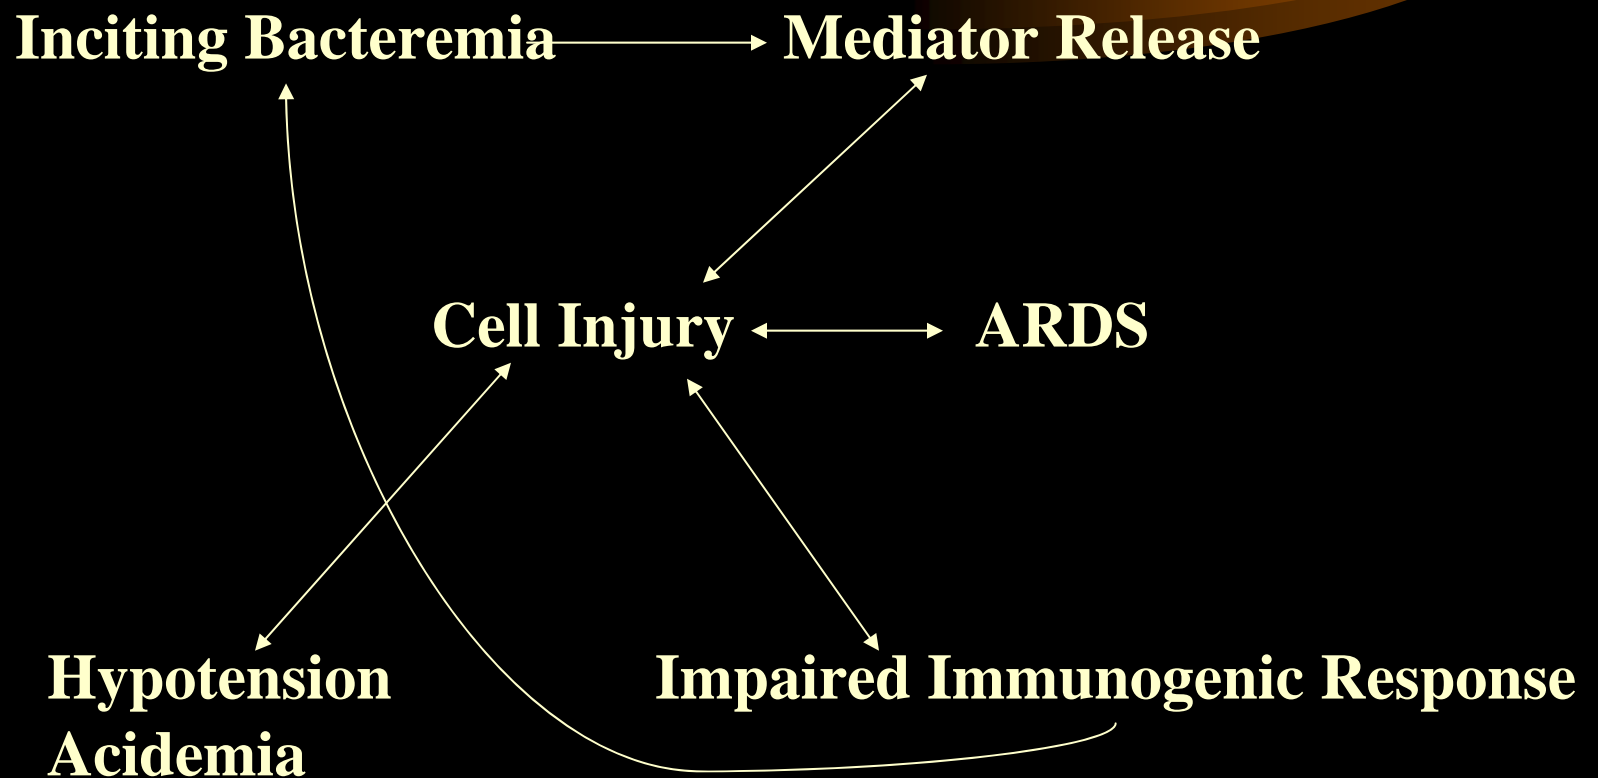 Inciting Bacteremia
Mediator Release
Cell Injury
ARDS
Hypotension
Acidemia
Impaired Immunogenic Response